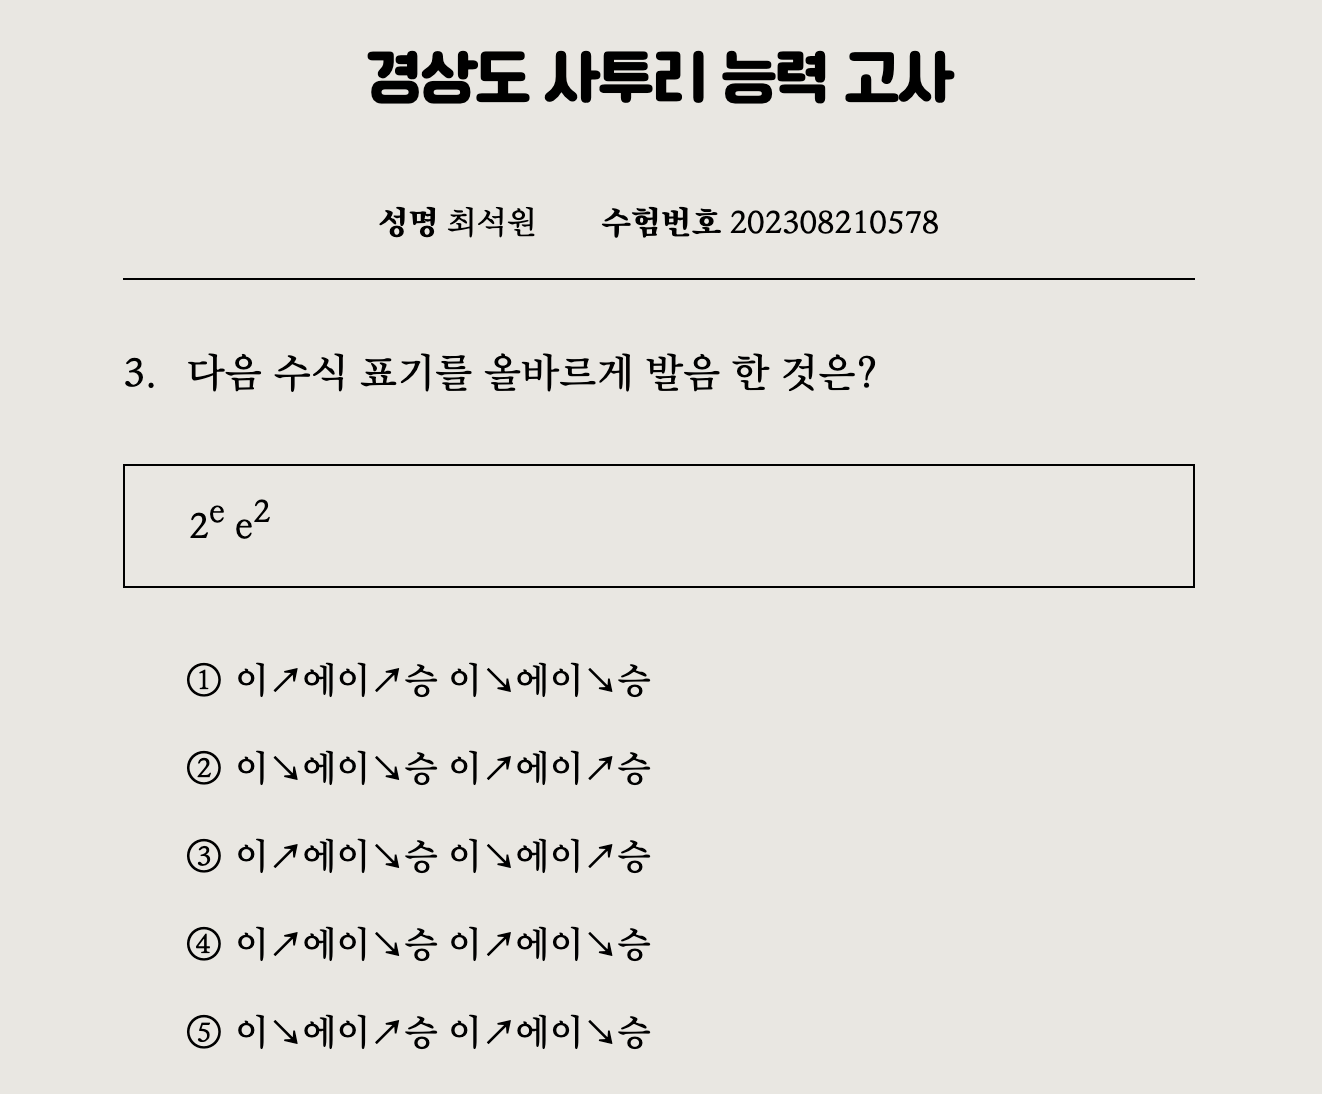 경상도 사투리 능력 고사
성명 최석원 수험번호 202308210578
3. 다음 수식 표기를 올바르게 발음 한 것은?
2^e e^2
① 이↗에이↗승 이↘에이↘승
② 이↘에이↘승 이↗에이↗승
③ 이↗에이↘승 이↘에이↗승
④ 이↗에이↘승 이↗에이↘승
⑤ 이↘에이↗승 이↗에이↘승